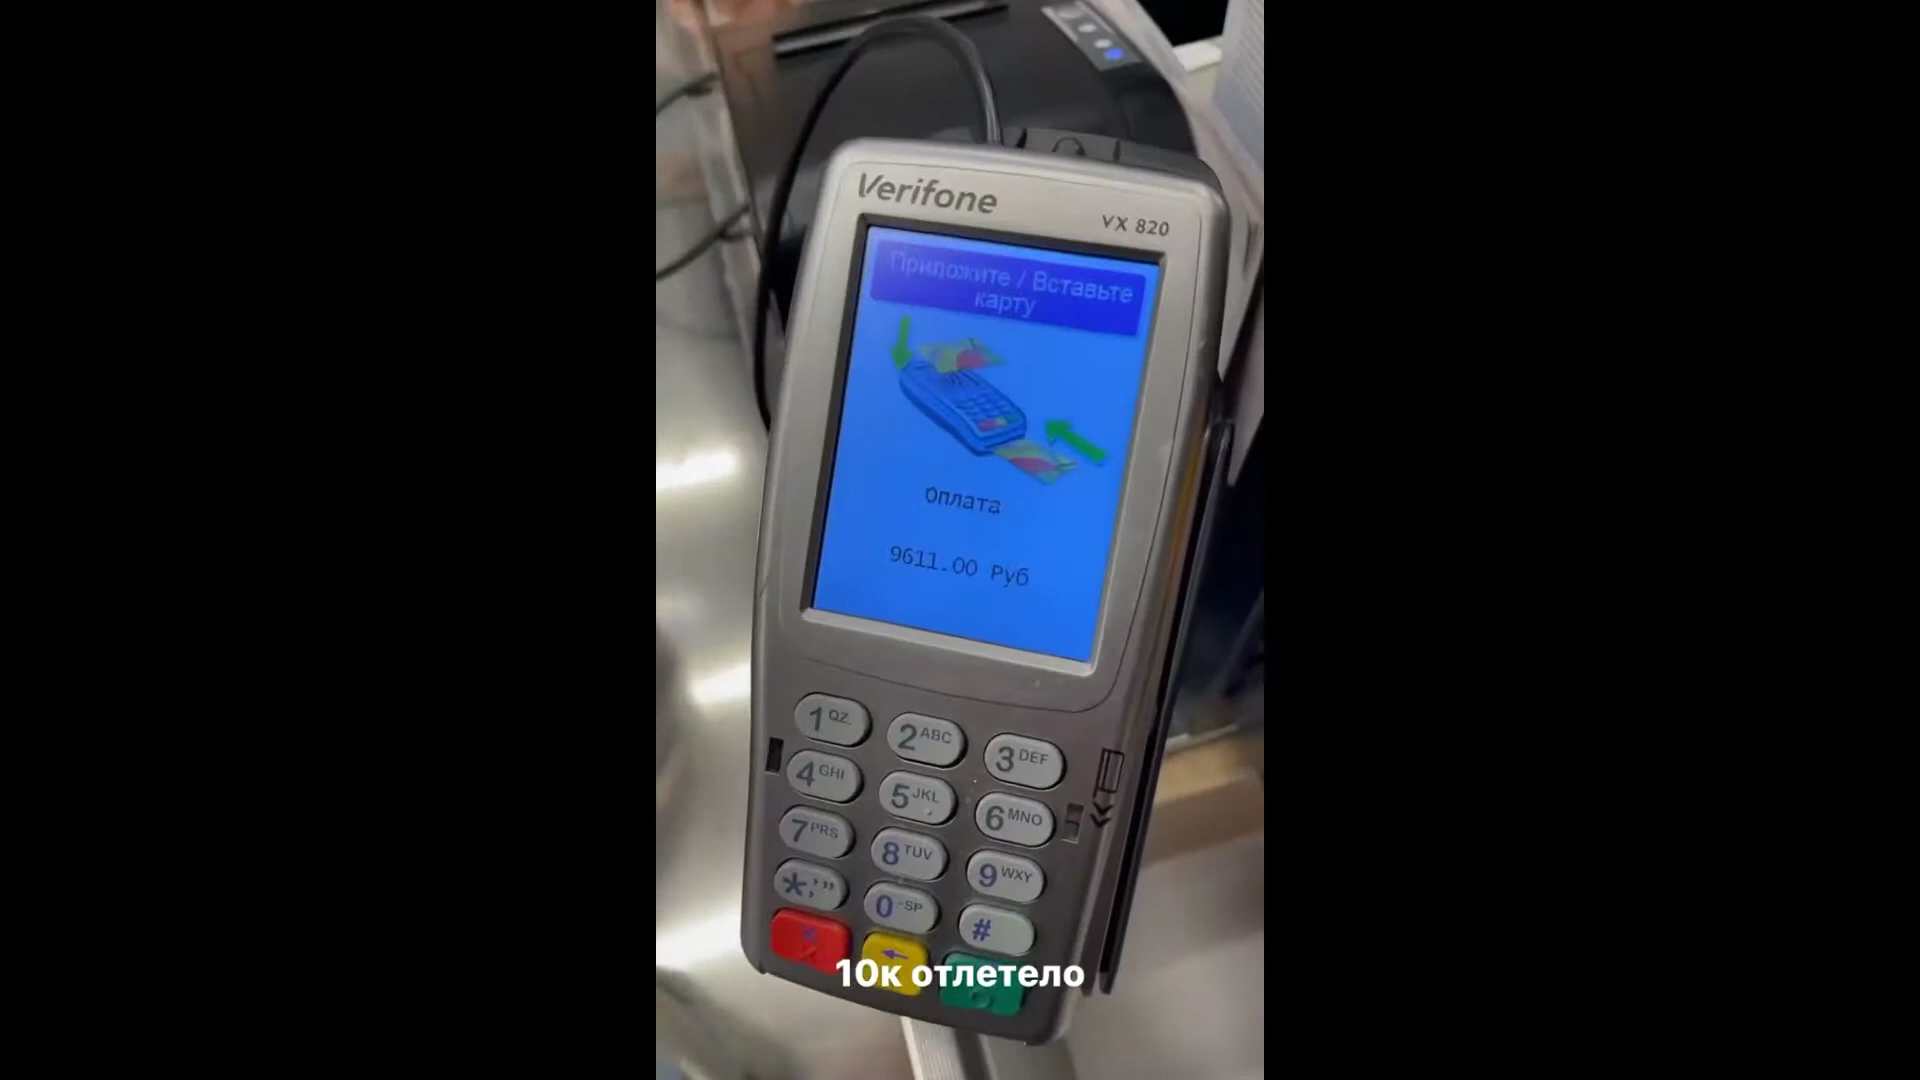 Verifone
VX 820
Приложите / Вставьте
карту
Оплата
9611.00 Руб
1 QZ.
2 ABC
3 DEF
4 GHI
5 JKL
6 MNO
7 PRS
8 TUV
9 WXY
*,'"
0 -SP
#
10к отлетело